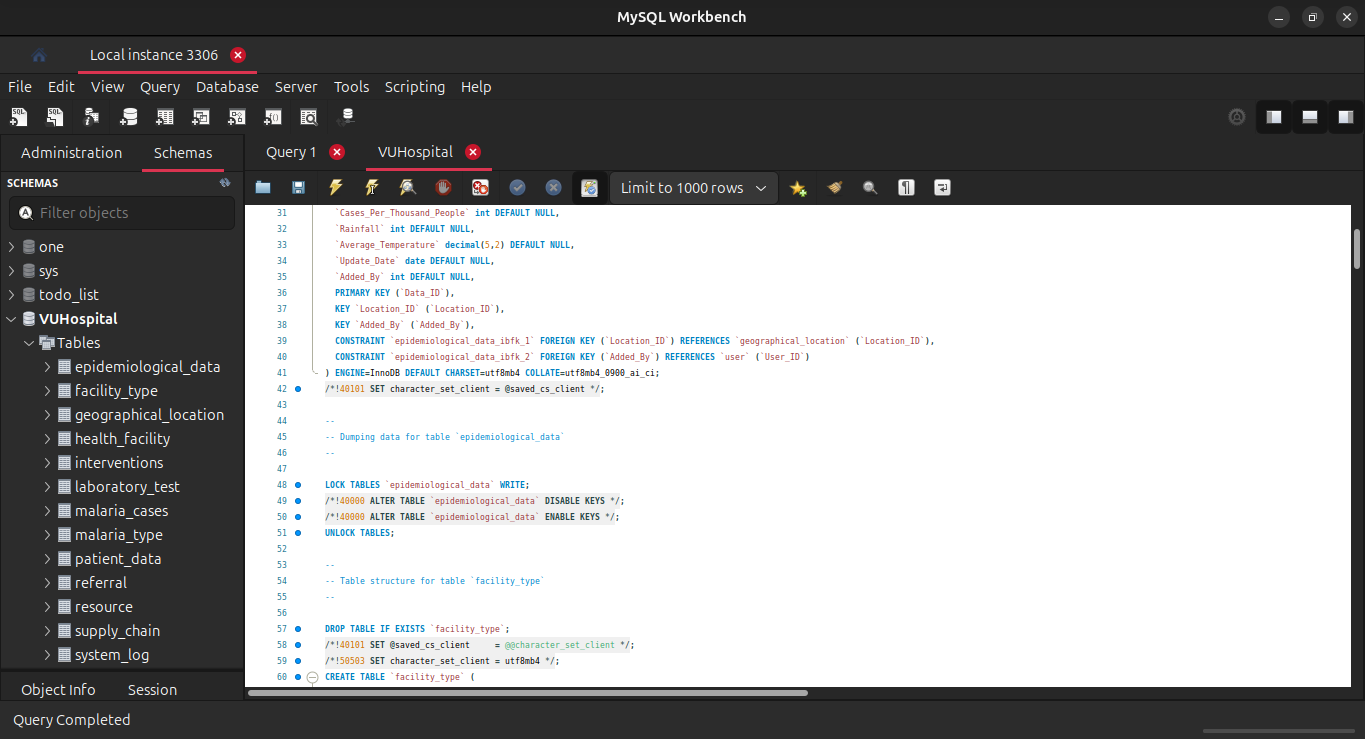 MySQL Workbench
Local instance 3306
File Edit View Query Database Server Tools Scripting Help
Administration Schemas
Query 1 VUHospital
SCHEMAS
Limit to 1000 rows
Filter objects
one
sys
todo_list
VUHospital
Tables
epidemiological_data
facility_type
geographical_location
health_facility
interventions
laboratory_test
malaria_cases
malaria_type
patient_data
referral
resource
supply_chain
system_log
Object Info Session
Query Completed
31 `Cases_Per_Thousand_People` int DEFAULT NULL,
32 `Rainfall` int DEFAULT NULL,
33 `Average_Temperature` decimal(5,2) DEFAULT NULL,
34 `Update_Date` date DEFAULT NULL,
35 `Added_By` int DEFAULT NULL,
36 PRIMARY KEY (`Data_ID`),
37 KEY `Location_ID` (`Location_ID`),
38 KEY `Added_By` (`Added_By`),
39 CONSTRAINT `epidemiological_data_ibfk_1` FOREIGN KEY (`Location_ID`) REFERENCES `geographical_location` (`Location_ID`),
40 CONSTRAINT `epidemiological_data_ibfk_2` FOREIGN KEY (`Added_By`) REFERENCES `user` (`User_ID`)
41 ) ENGINE=InnoDB DEFAULT CHARSET=utf8mb4 COLLATE=utf8mb4_0900_ai_ci;
42 /*!40101 SET character_set_client = @saved_cs_client */;
43
44 --
45 -- Dumping data for table `epidemiological_data`
46 --
47
48 LOCK TABLES `epidemiological_data` WRITE;
49 /*!40000 ALTER TABLE `epidemiological_data` DISABLE KEYS */;
50 /*!40000 ALTER TABLE `epidemiological_data` ENABLE KEYS */;
51 UNLOCK TABLES;
52
53 --
54 -- Table structure for table `facility_type`
55 --
56
57 DROP TABLE IF EXISTS `facility_type`;
58 /*!40101 SET @saved_cs_client     = @@character_set_client */;
59 /*!50503 SET character_set_client = utf8mb4 */;
60 CREATE TABLE `facility_type` (